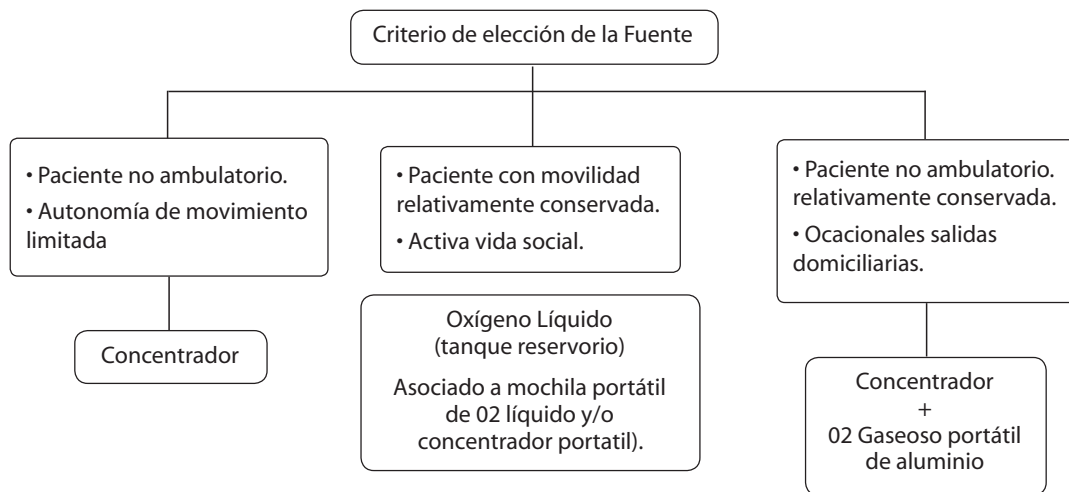 Criterio de elección de la Fuente
• Paciente no ambulatorio.
• Autonomía de movimiento
limitada
Concentrador
• Paciente con movilidad
relativamente conservada.
• Activa vida social.
Oxígeno Líquido
(tanque reservorio)
Asociado a mochila portátil
de 02 líquido y/o
concentrador portatil).
• Paciente no ambulatorio.
relativamente conservada.
• Ocacionales salidas
domiciliarias.
Concentrador
+
02 Gaseoso portátil
de aluminio